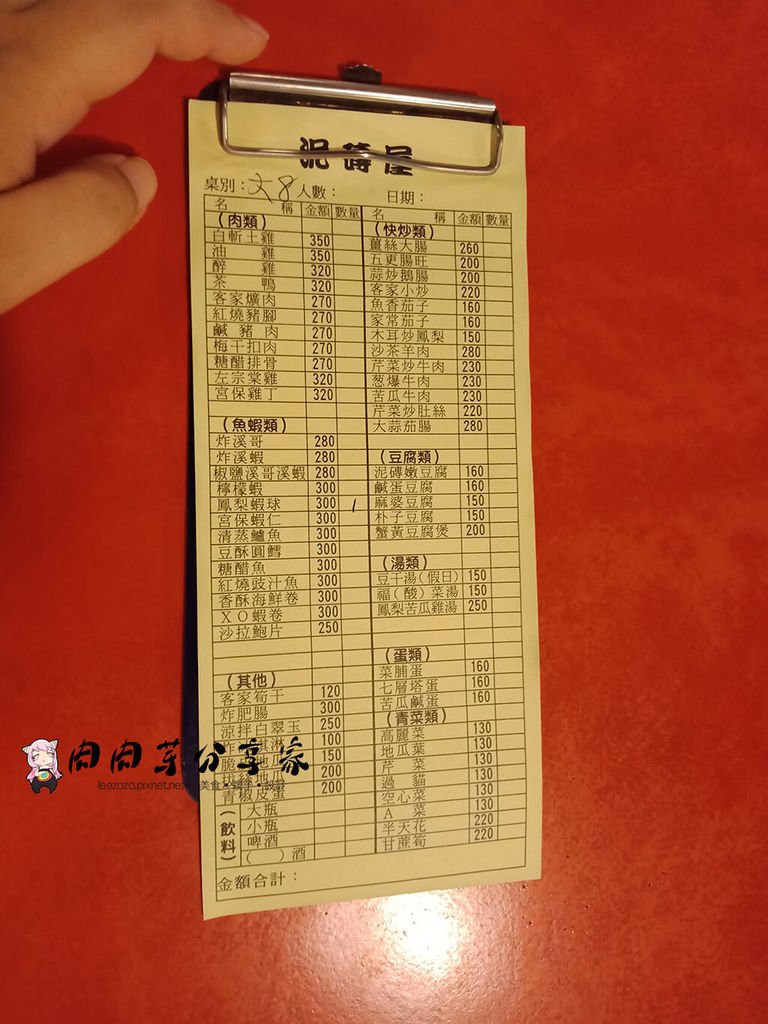 泥磚屋
桌別：文8 人數： 日期：
名 稱 金額 數量
（肉類）
白斬土雞 350
油 雞 350
醉 雞 320
茶 鴨 320
客家爌肉 270
紅燒豬腳 270
鹹豬肉 270
梅干扣肉 270
糖醋排骨 270
左宗棠雞 320
宮保雞丁 320
（魚蝦類）
炸溪哥 280
炸溪蝦 280
椒鹽溪哥溪蝦 280
檸檬蝦 300
鳳梨蝦球 300 1
宮保蝦仁 300
清蒸鱸魚 300
豆酥圓鱈 300
糖醋魚 300
紅燒豉汁魚 300
香酥海鮮卷 300
ＸＯ蝦卷 300
沙拉鮑片 250
（其他）
客家筍干 120
炸肥腸 300
涼拌白翠玉 250
炸 淋 100
脆 地瓜 150
地瓜 200
青椒皮蛋 200
（飲料）
大瓶
小瓶
啤酒
（ ）酒
金額合計：
名 稱 金額 數量
（快炒類）
薑絲大腸 260
五更腸旺 200
蒜炒鵝腸 200
客家小炒 220
魚香茄子 160
家常茄子 160
木耳炒鳳梨 150
沙茶羊肉 280
芹菜炒牛肉 230
葱爆牛肉 230
苦瓜牛肉 230
芹菜炒肚絲 220
大蒜茄腸 280
（豆腐類）
泥磚嫩豆腐 160
鹹蛋豆腐 160
麻婆豆腐 150
朴子豆腐 150
蟹黃豆腐煲 200
（湯類）
豆干湯（假日） 150
福（酸）菜湯 150
鳳梨苦瓜雞湯 250
（蛋類）
菜脯蛋 160
七層塔蛋 160
苦瓜鹹蛋 160
（青菜類）
高麗菜 130
地瓜葉 130
芹 菜 130
過 貓 130
空心菜 130
Ａ 菜 130
半天花 220
甘蔗筍 220
肉肉芽分享家
leezozo.pixnet.net